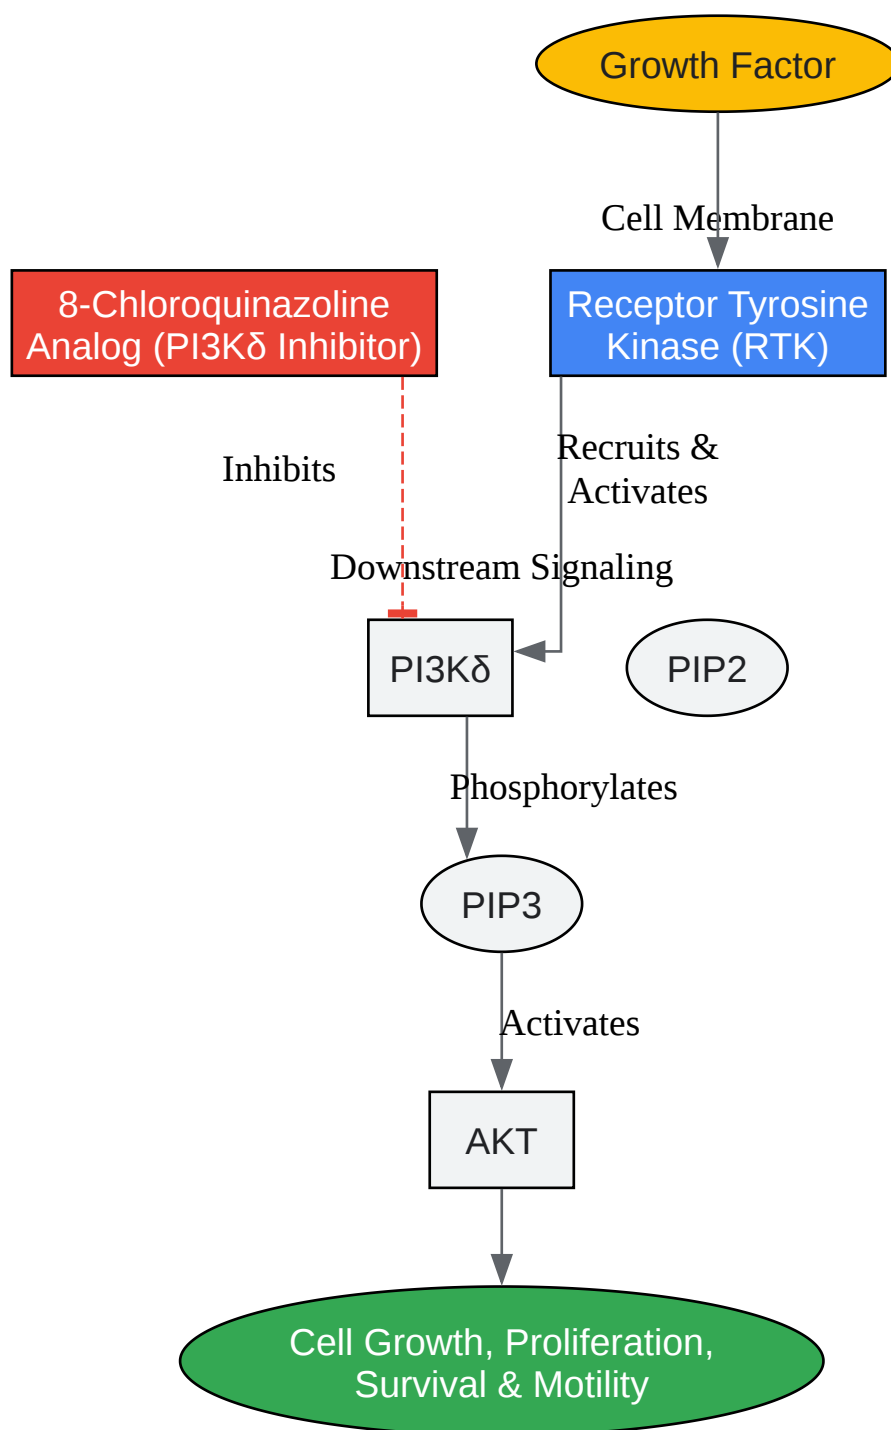 Growth Factor
Cell Membrane
8-Chloroquinazoline
Analog (PI3Kδ Inhibitor)
Receptor Tyrosine
Kinase (RTK)
Inhibits
Recruits &
Activates
Downstream Signaling
PI3Kδ
PIP2
Phosphorylates
PIP3
Activates
AKT
Cell Growth, Proliferation,
Survival & Motility